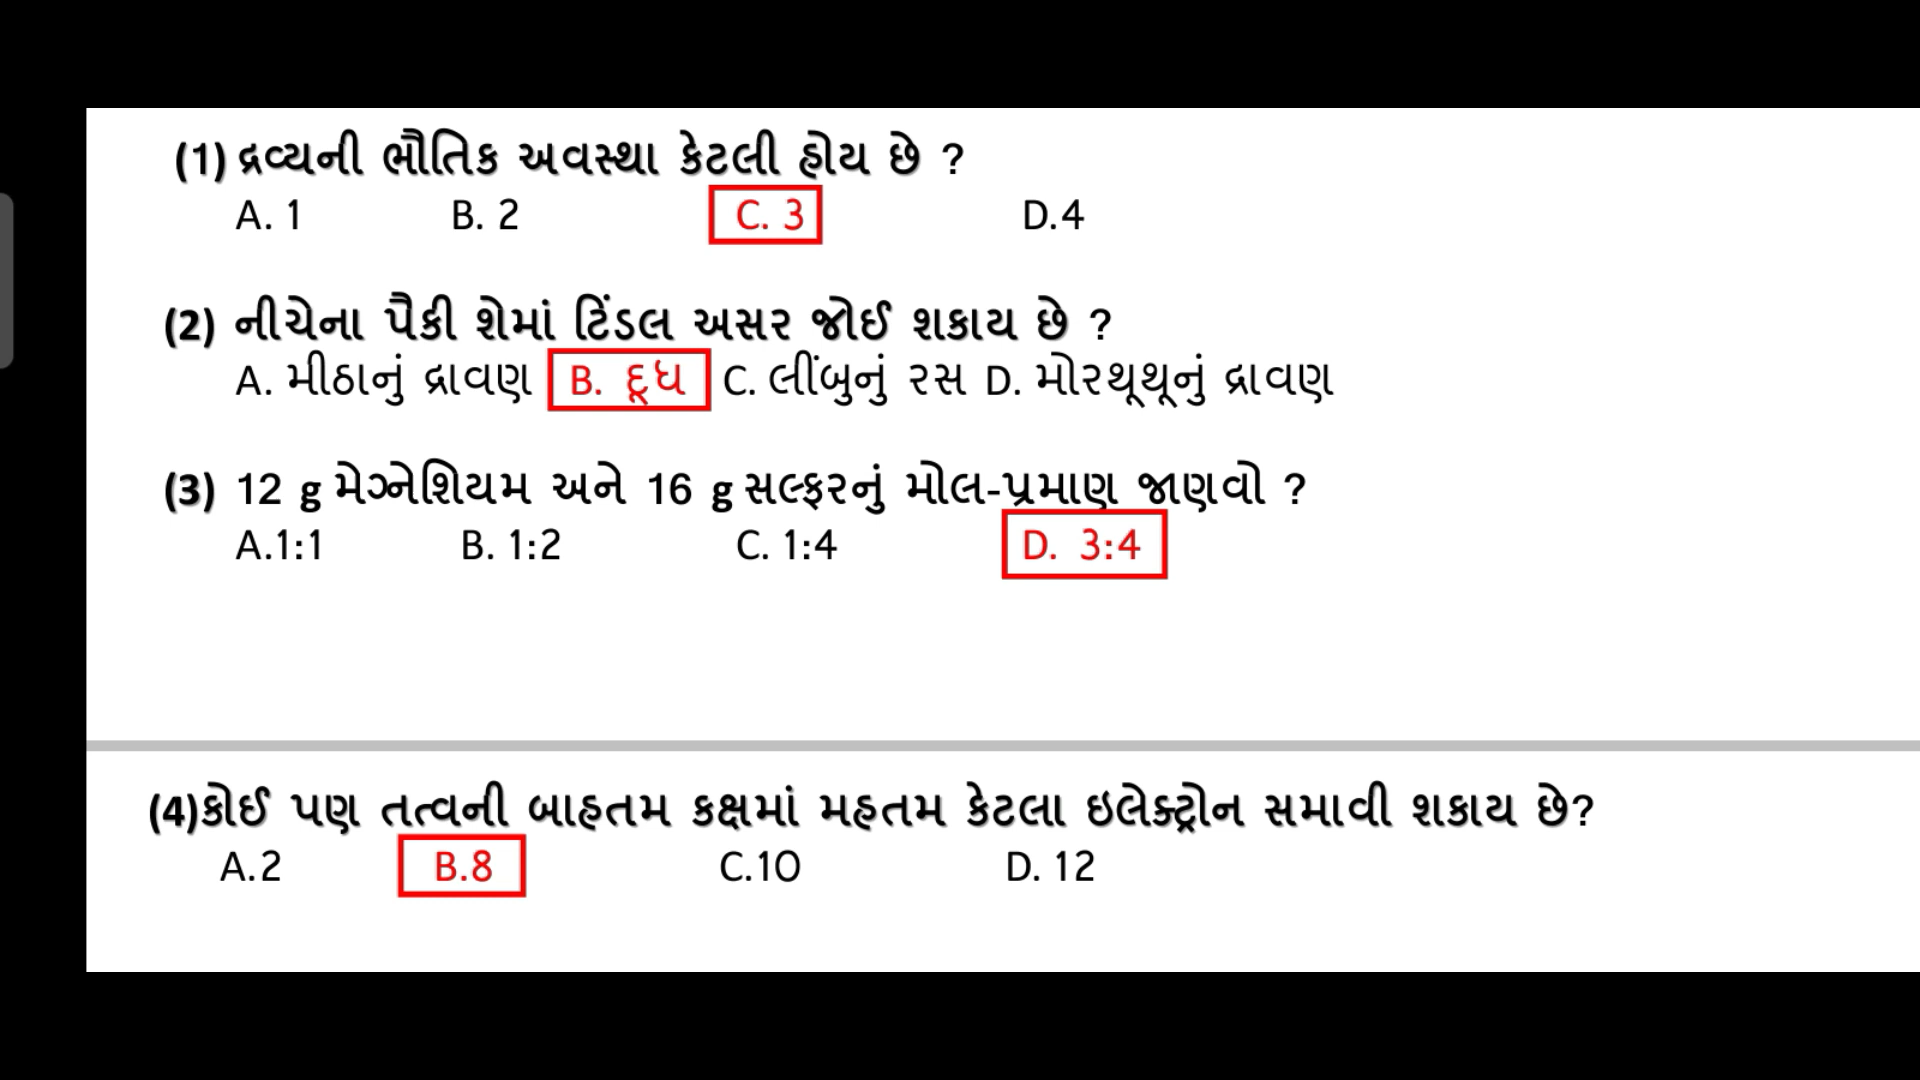 (1) દ્રવ્યની ભૌતિક અવસ્થા કેટલી હોય છે ?
A. 1 B. 2 C. 3 D.4
(2) નીચેના પૈકી શેમાં ટિંડલ અસર જોઈ શકાય છે ?
A. મીઠાનું દ્રાવણ B. દૂધ C. લીંબુનું રસ D. મોરથૂથૂનું દ્રાવણ
(3) 12 g મેગ્નેશિયમ અને 16 g સલ્ફરનું મોલ-પ્રમાણ જાણવો ?
A.1:1 B. 1:2 C. 1:4 D. 3:4
(4)કોઈ પણ તત્વની બાહતમ કક્ષમાં મહતમ કેટલા ઇલેક્ટ્રોન સમાવી શકાય છે?
A.2 B.8 C.10 D. 12